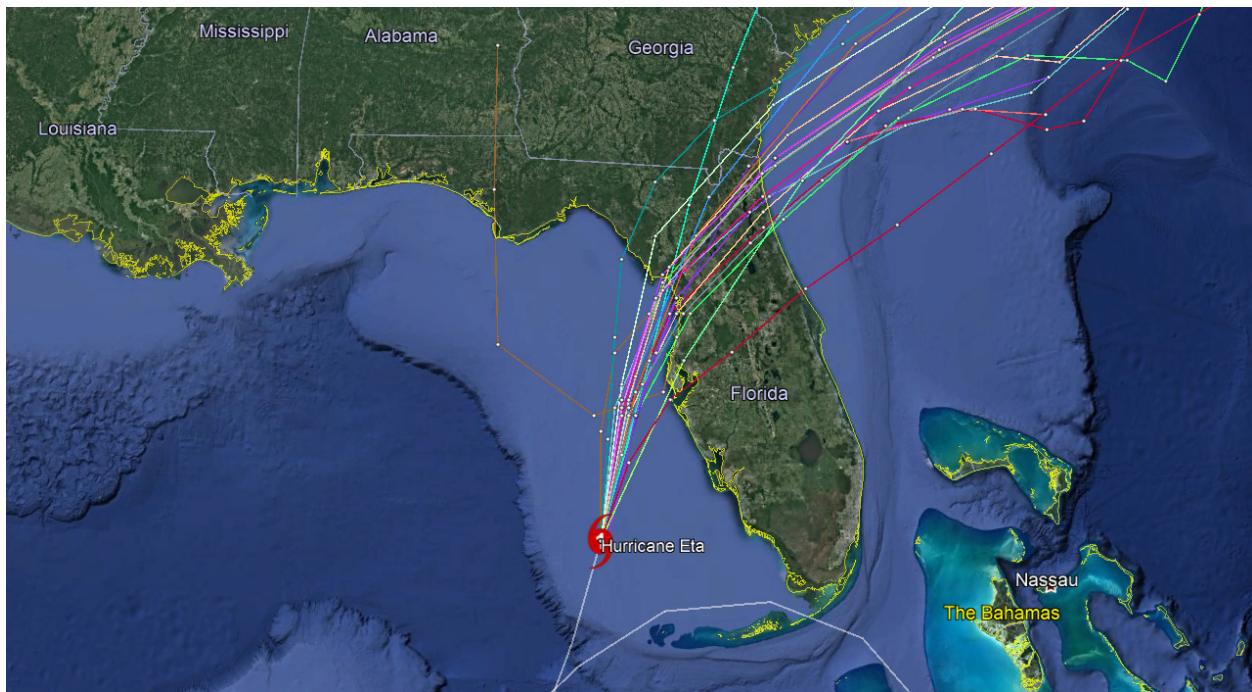 Mississippi
Alabama
Georgia
Louisiana
Florida
Hurricane Eta
Nassau
The Bahamas